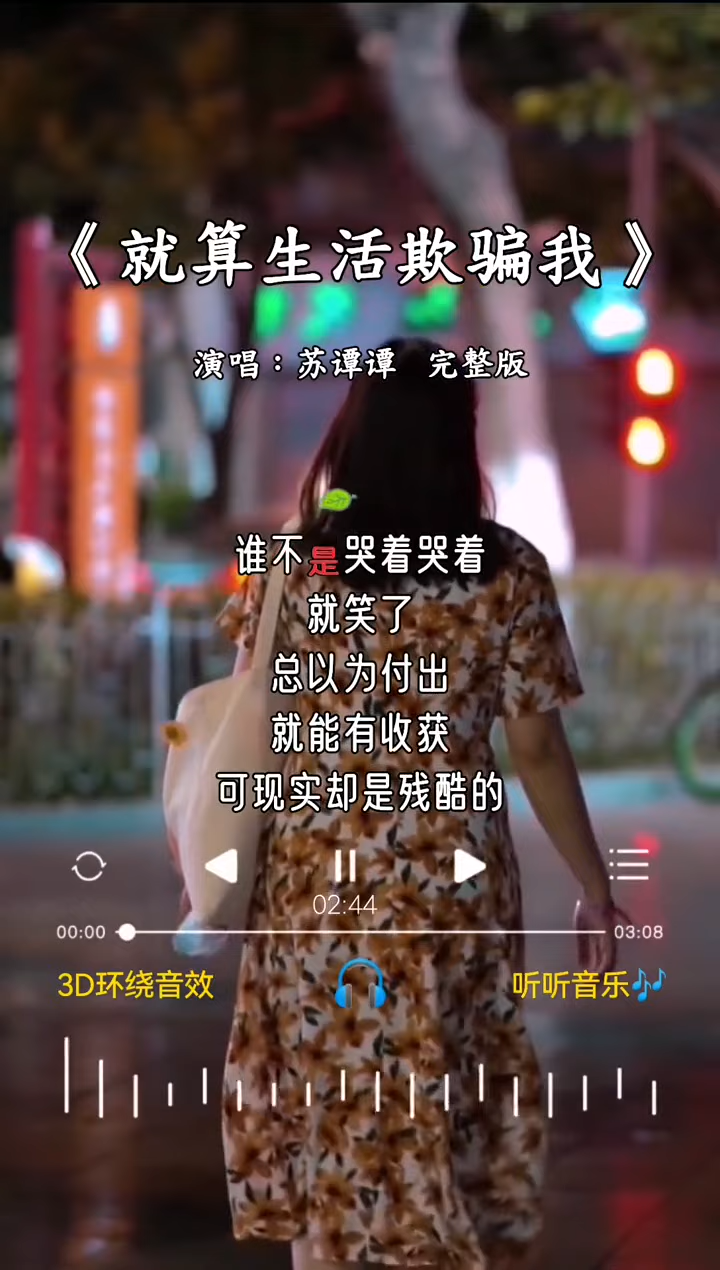 《就算生活欺骗我》
演唱：苏谭谭 完整版
谁不是哭着哭着
就笑了
总以为付出
就能有收获
可现实却是残酷的
02:44
00:00 03:08
3D环绕音效 听听音乐